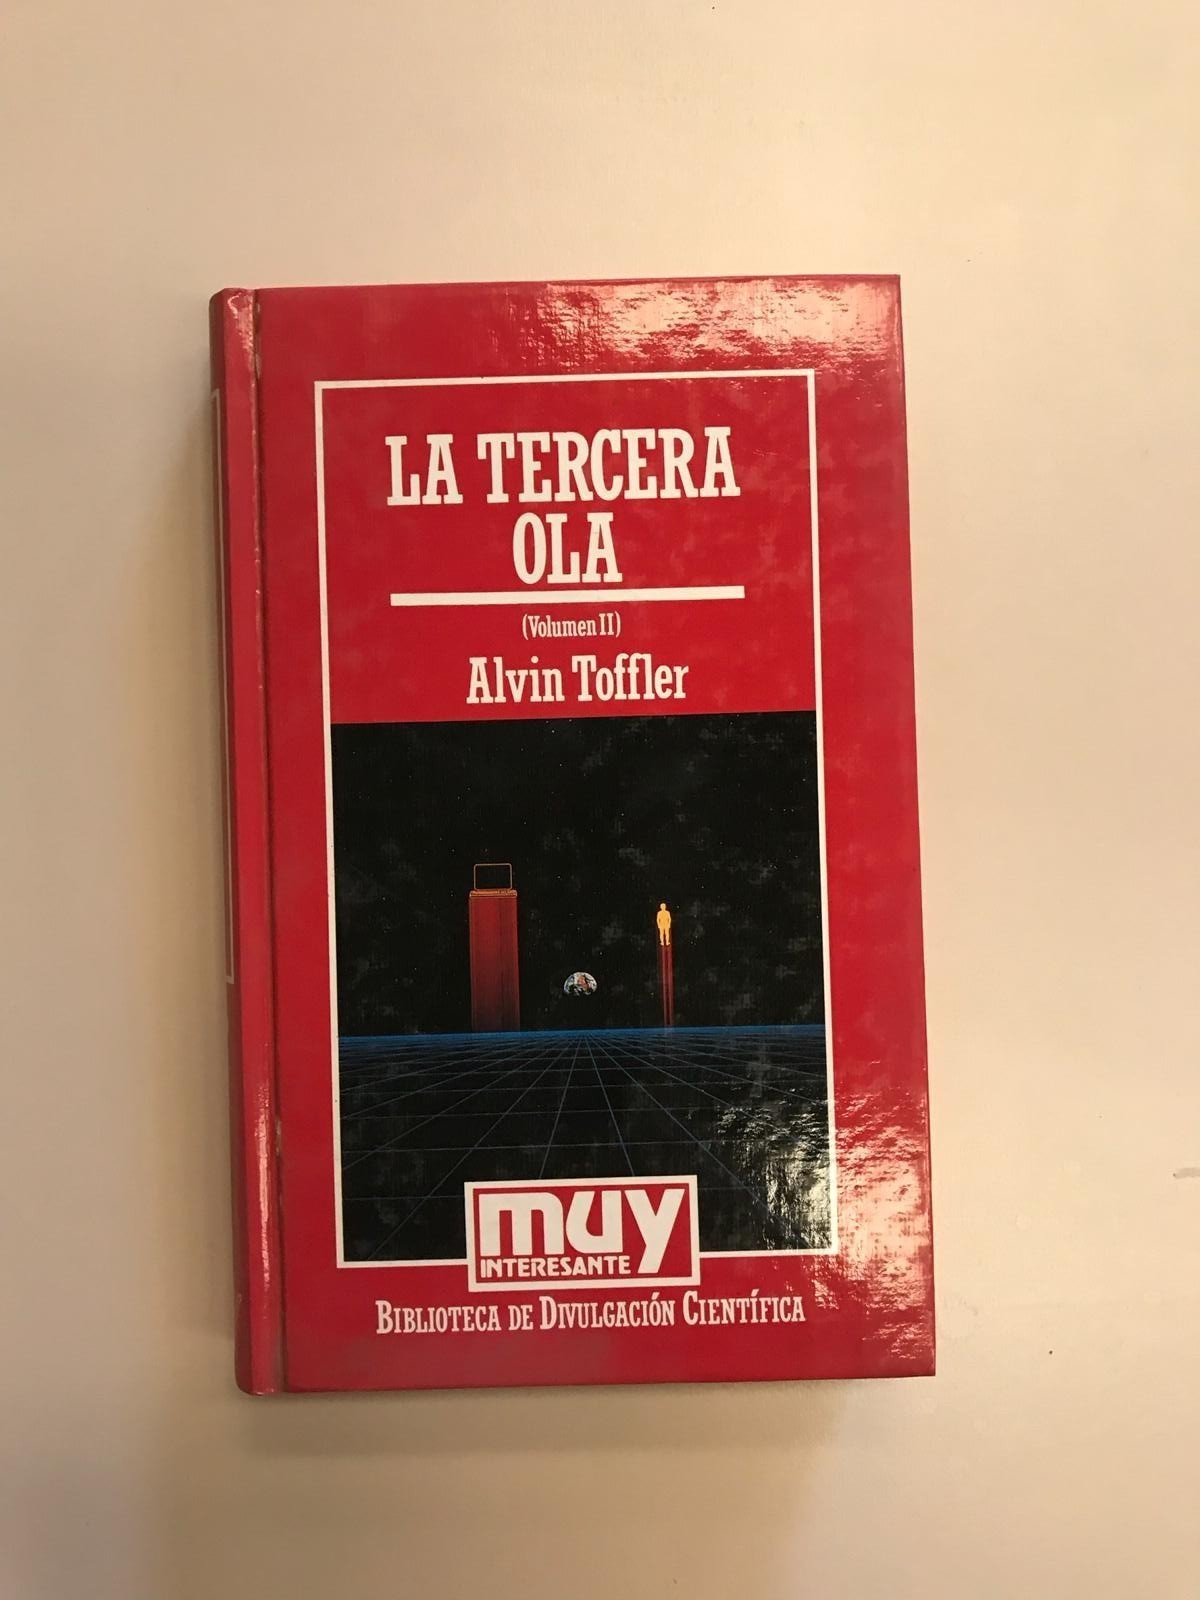 LA TERCERA
OLA
(Volumen II)
Alvin Toffler
muy
INTERESANTE
BIBLIOTECA DE DIVULGACIÓN CIENTÍFICA